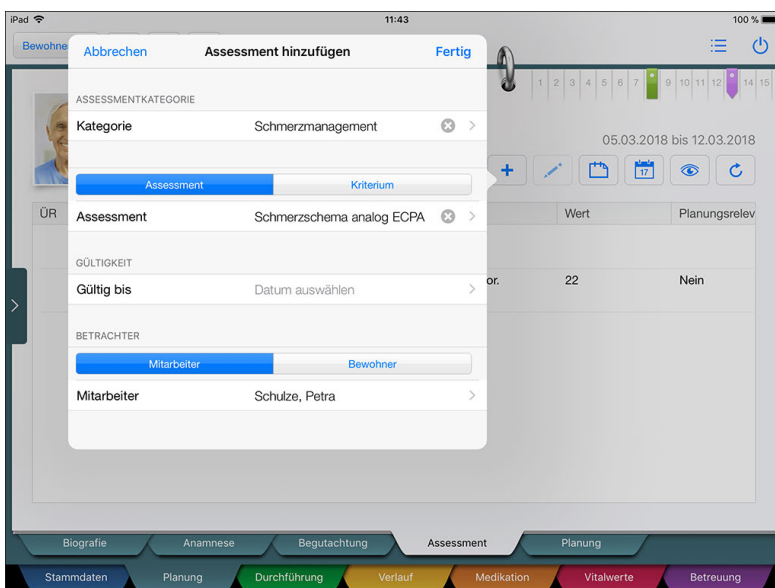 iPad 11:43 100 %
Bewohne
Abbrechen Assessment hinzufügen Fertig
1 2 3 4 5 6 7 9 10 11 12 14 15
ASSESSMENTKATEGORIE
Kategorie Schmerzmanagement
05.03.2018 bis 12.03.2018
17
Assessment Kriterium
ÜR Assessment Schmerzschema analog ECPA Wert Planungsrelev
GÜLTIGKEIT
Gültig bis Datum auswählen or. 22 Nein
BETRACHTER
Mitarbeiter Bewohner
Mitarbeiter Schulze, Petra
Biografie Anamnese Begutachtung Assessment Planung
Stammdaten Planung Durchführung Verlauf Medikation Vitalwerte Betreuung